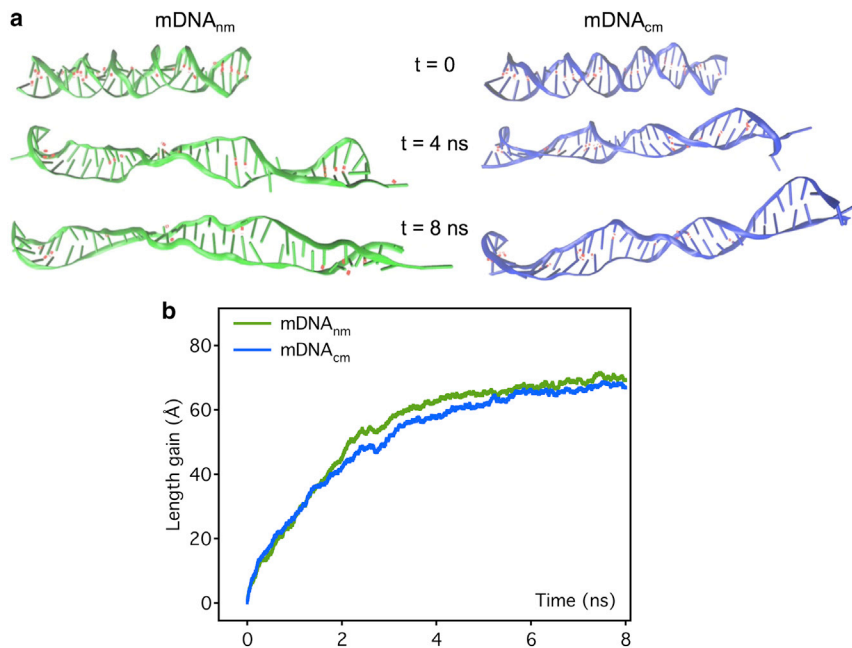 a
mDNAnm
mDNAcm
t = 0
t = 4 ns
t = 8 ns
b
mDNAnm
mDNAcm
80
60
40
20
0
Length gain (Å)
Time (ns)
0 2 4 6 8